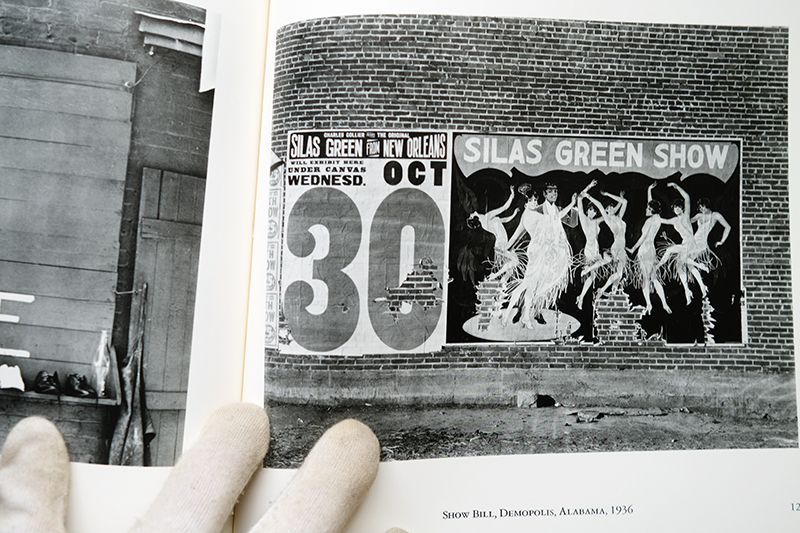 CHARLES COLLIER THE ORIGINAL
SILAS GREEN FROM NEW ORLEANS
WILL EXHIBIT HERE
UNDER CANVAS
WEDNESD. OCT
30
SILAS GREEN SHOW
E
SHOW BILL, DEMOPOLIS, ALABAMA, 1936
12